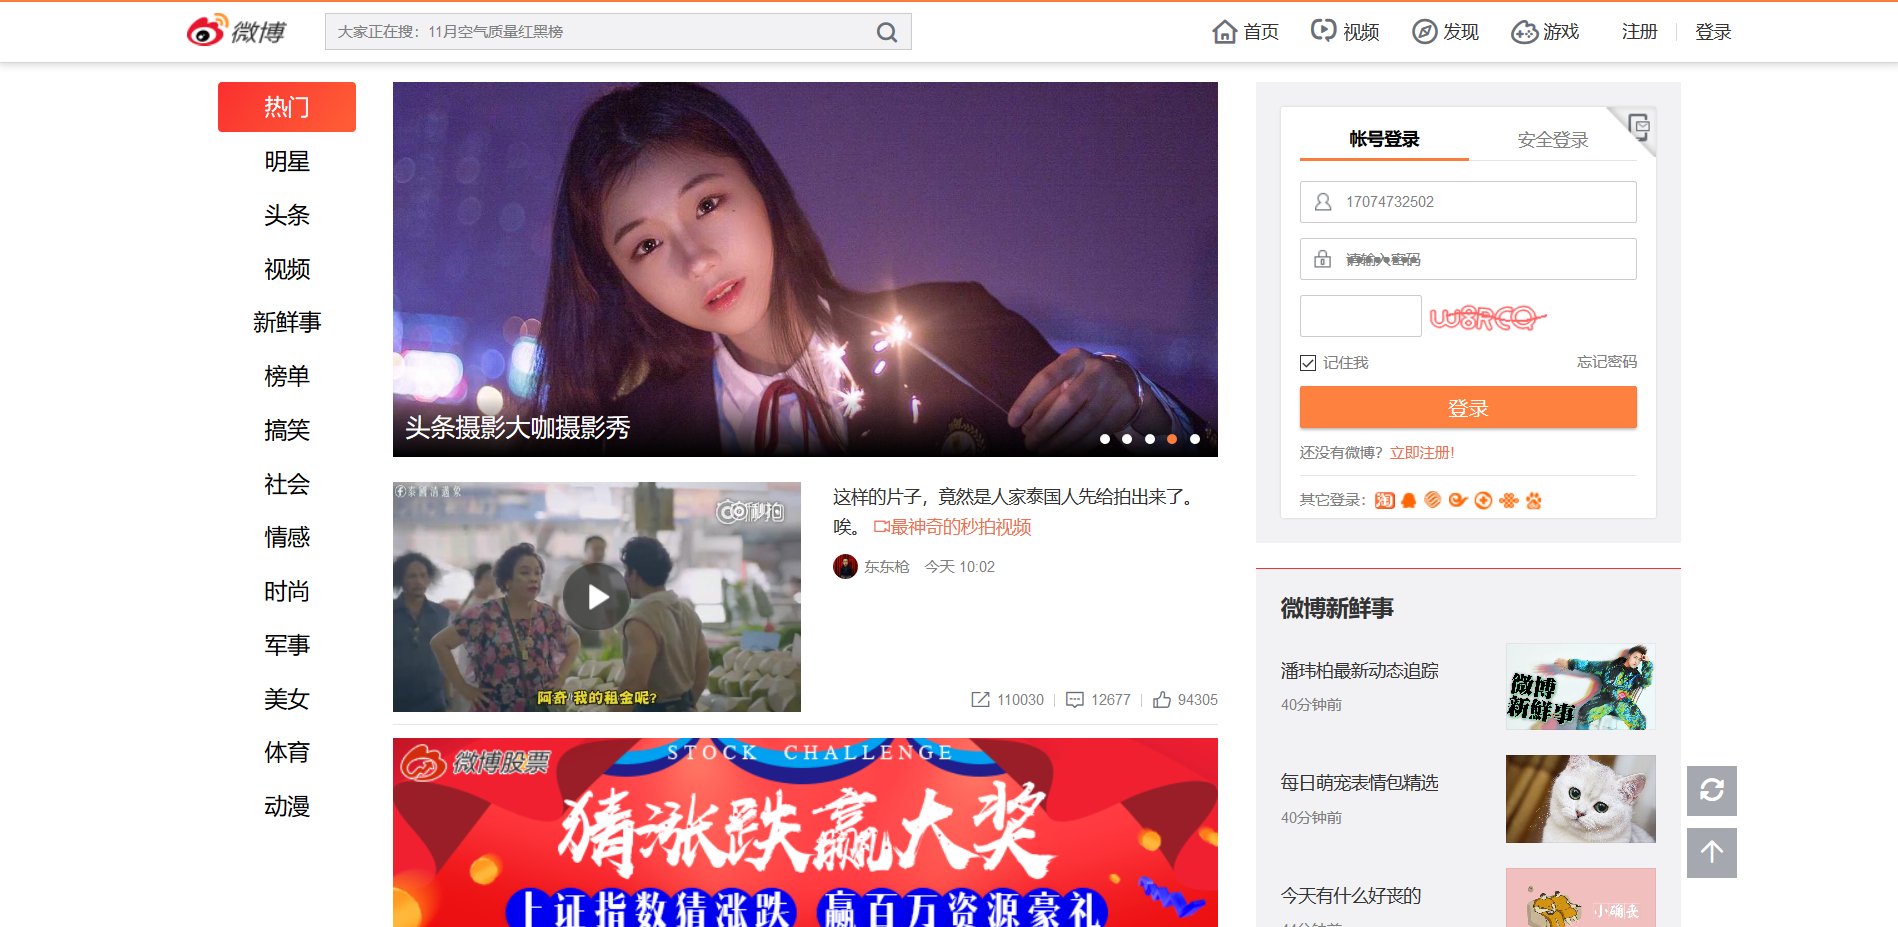 微博
大家正在搜：11月空气质量红黑榜
首页
视频
发现
游戏
注册
登录
热门
明星
头条
视频
新鲜事
榜单
搞笑
社会
情感
时尚
军事
美女
体育
动漫
头条摄影大咖摄影秀
秒拍
阿奇 我的租金呢?
这样的片子，竟然是人家泰国人先给拍出来了。
唉。 最神奇的秒拍视频
东东枪 今天 10:02
110030
12677
94305
微博股票
STOCK CHALLENGE
猜涨跌赢大奖
上证指数猜涨跌 赢百万资源豪礼
帐号登录
安全登录
17074732502
请输入密码
W8RCQ
记住我
忘记密码
登录
还没有微博？立即注册!
其它登录：
淘
微博新鲜事
潘玮柏最新动态追踪
40分钟前
微博
新鲜事
每日萌宠表情包精选
40分钟前
今天有什么好丧的
小确丧